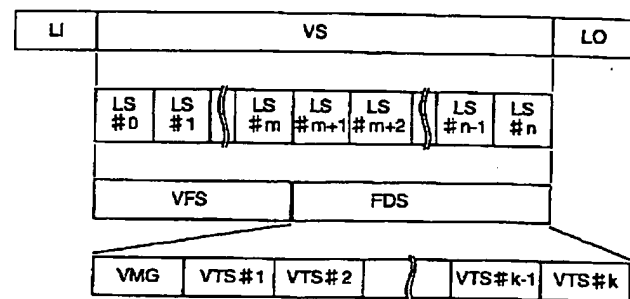 LI VS LO
LS #0 LS #1 LS #m LS #m+1 LS #m+2 LS #n-1 LS #n
VFS FDS
VMG VTS#1 VTS#2 VTS#k-1 VTS#k